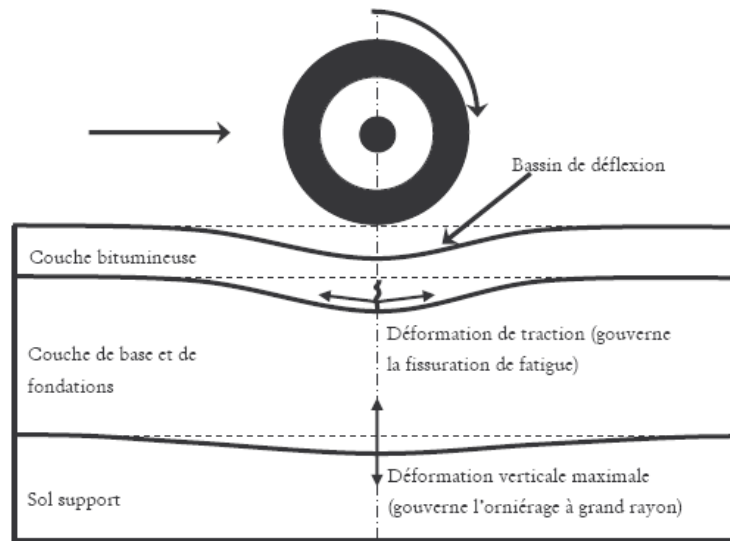 Bassin de déflexion
Couche bitumineuse
Déformation de traction (gouverne
la fissuration de fatigue)
Couche de base et de
fondations
Déformation verticale maximale
(gouverne l'orniérage à grand rayon)
Sol support